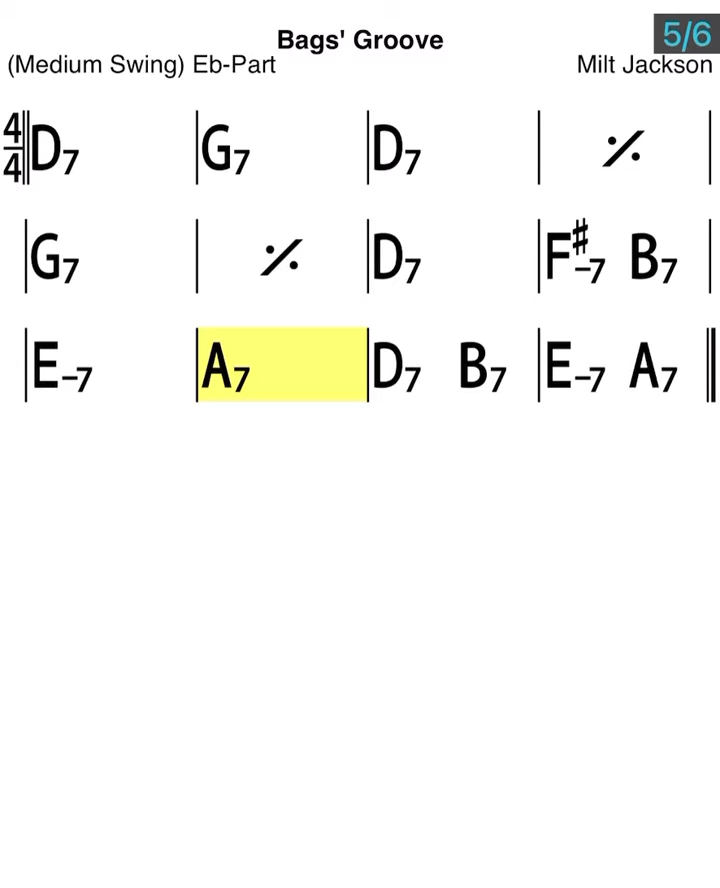 Bags' Groove
5/6
(Medium Swing) Eb-Part
Milt Jackson
4/4 D7 G7 D7 𝄎
G7 𝄎 D7 F♯–7 B7
E–7 A7 D7 B7 E–7 A7